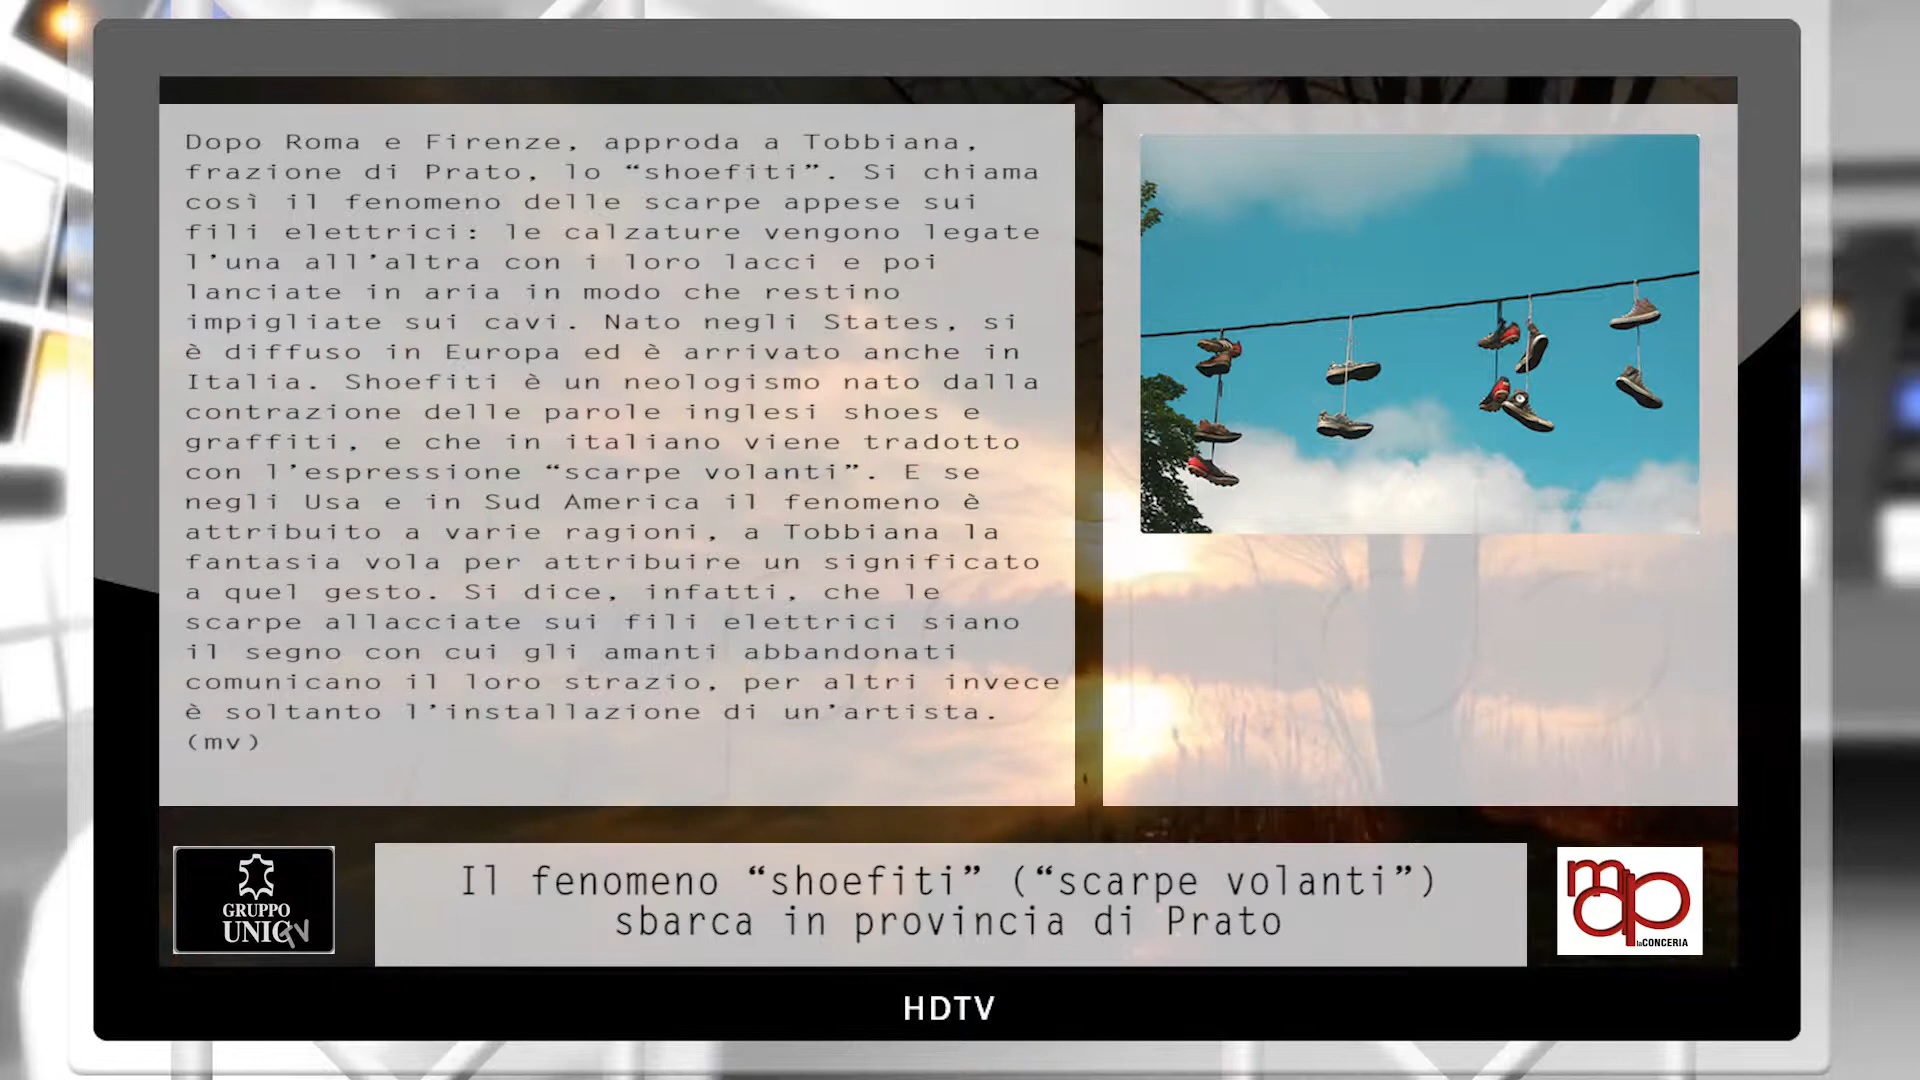 Dopo Roma e Firenze, approda a Tobbiana,
frazione di Prato, lo “shoefiti”. Si chiama
così il fenomeno delle scarpe appese sui
fili elettrici: le calzature vengono legate
l’una all’altra con i loro lacci e poi
lanciate in aria in modo che restino
impigliate sui cavi. Nato negli States, si
è diffuso in Europa ed è arrivato anche in
Italia. Shoefiti è un neologismo nato dalla
contrazione delle parole inglesi shoes e
graffiti, e che in italiano viene tradotto
con l’espressione “scarpe volanti”. E se
negli Usa e in Sud America il fenomeno è
attribuito a varie ragioni, a Tobbiana la
fantasia vola per attribuire un significato
a quel gesto. Si dice, infatti, che le
scarpe allacciate sui fili elettrici siano
il segno con cui gli amanti abbandonati
comunicano il loro strazio, per altri invece
è soltanto l’installazione di un’artista.
(mv)
GRUPPO
UNIC
TV
Il fenomeno “shoefiti” (“scarpe volanti”)
sbarca in provincia di Prato
map
laCONCERIA
HDTV